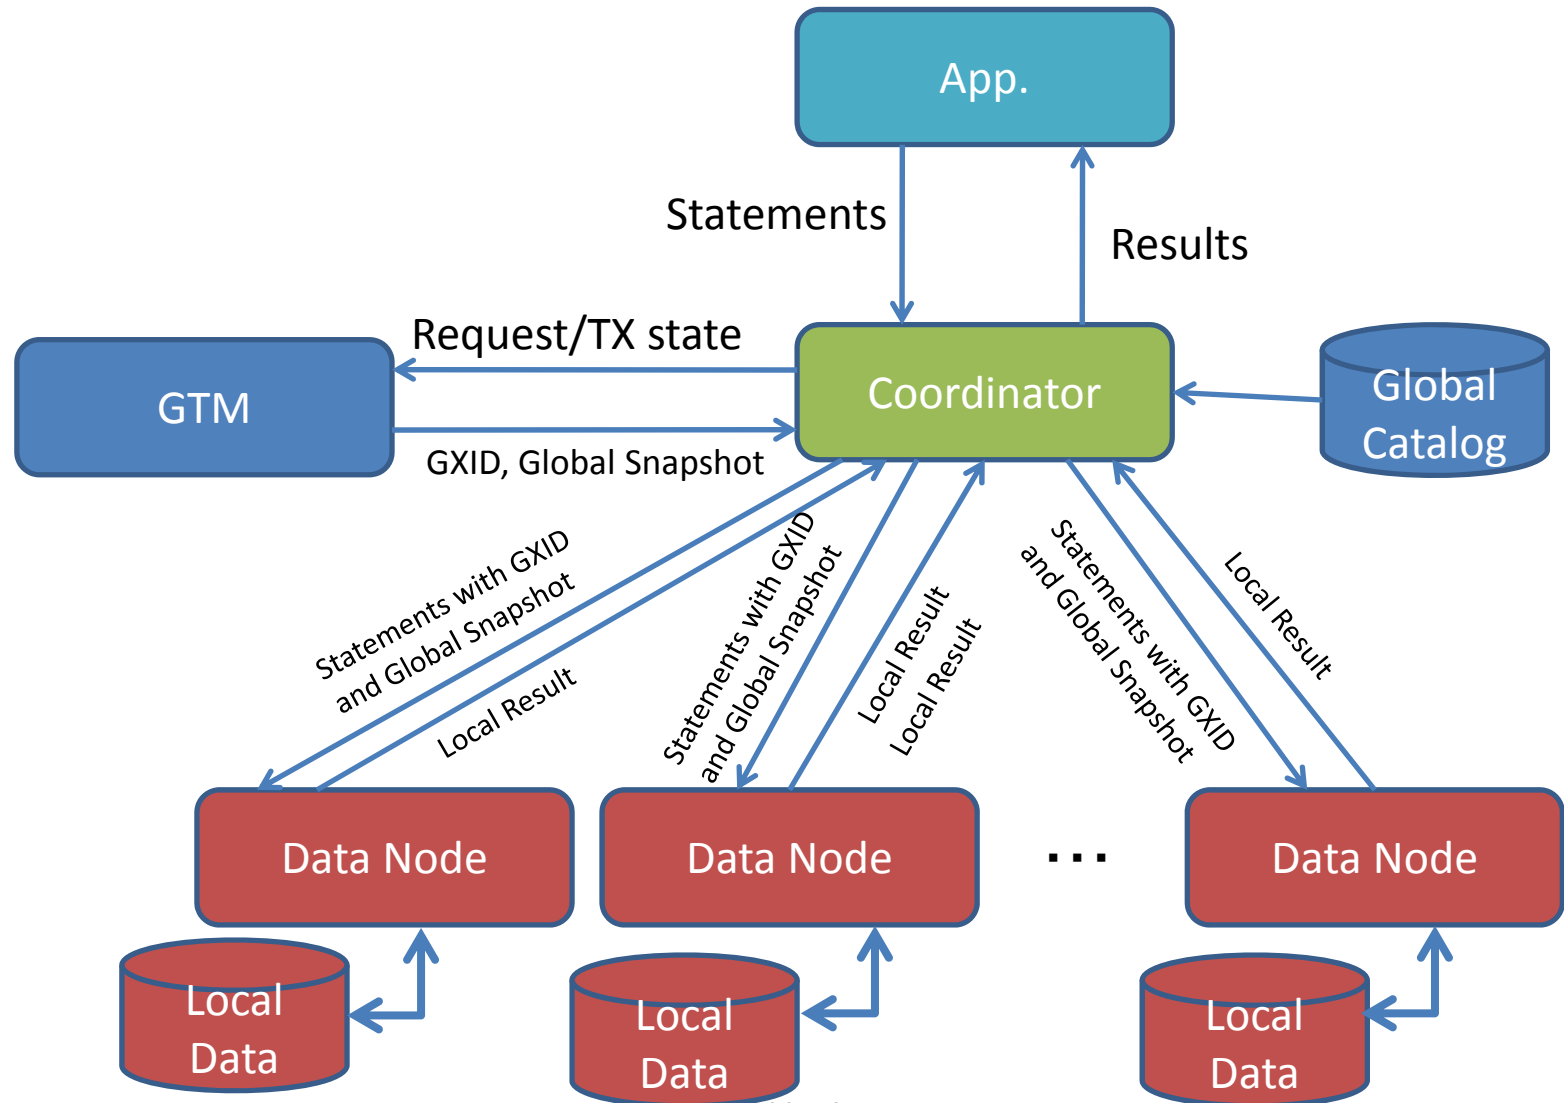 App.
Statements
Results
Request/TX state
GTM
Coordinator
Global
Catalog
GXID, Global Snapshot
Statements with GXID
and Global Snapshot
Local Result
Statements with GXID
and Global Snapshot
Local Result
Local Result
Statements with GXID
and Global Snapshot
Local Result
Data Node
Data Node
...
Data Node
Local
Data
Local
Data
Local
Data